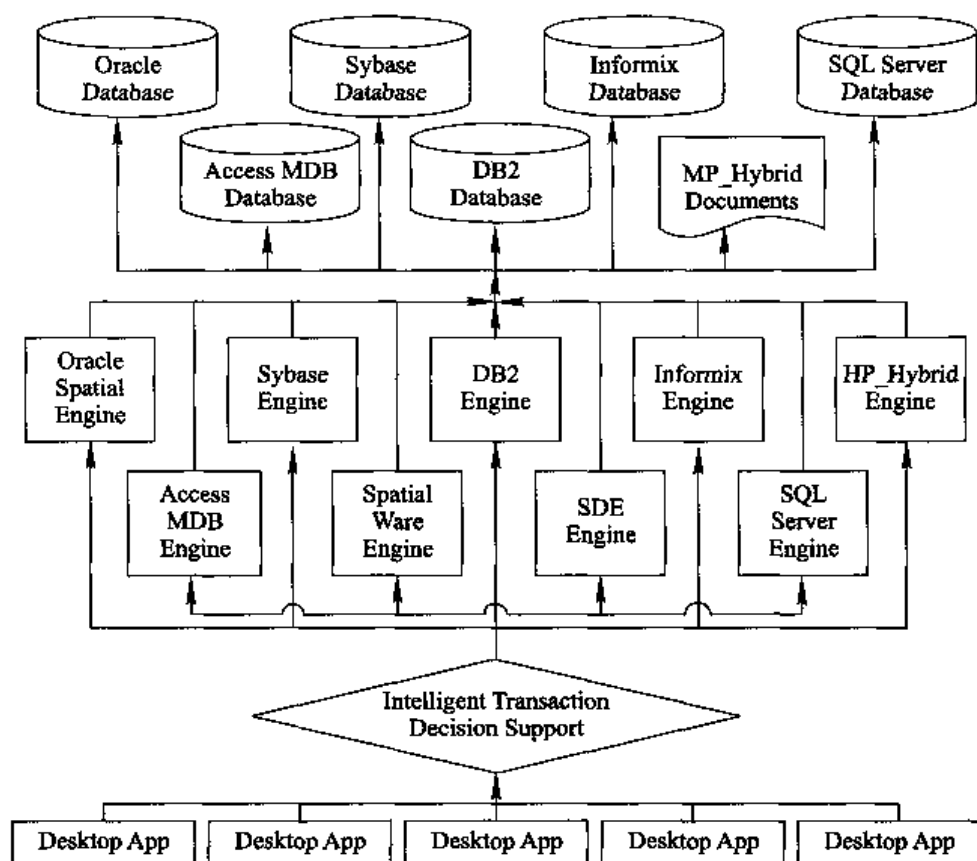 Oracle
Database
Sybase
Database
Informix
Database
SQL Server
Database
Access MDB
Database
DB2
Database
MP_Hybrid
Documents
Oracle
Spatial
Engine
Sybase
Engine
DB2
Engine
Informix
Engine
HP_Hybrid
Engine
Access
MDB
Engine
Spatial
Ware
Engine
SDE
Engine
SQL
Server
Engine
Intelligent Transaction
Decision Support
Desktop App
Desktop App
Desktop App
Desktop App
Desktop App